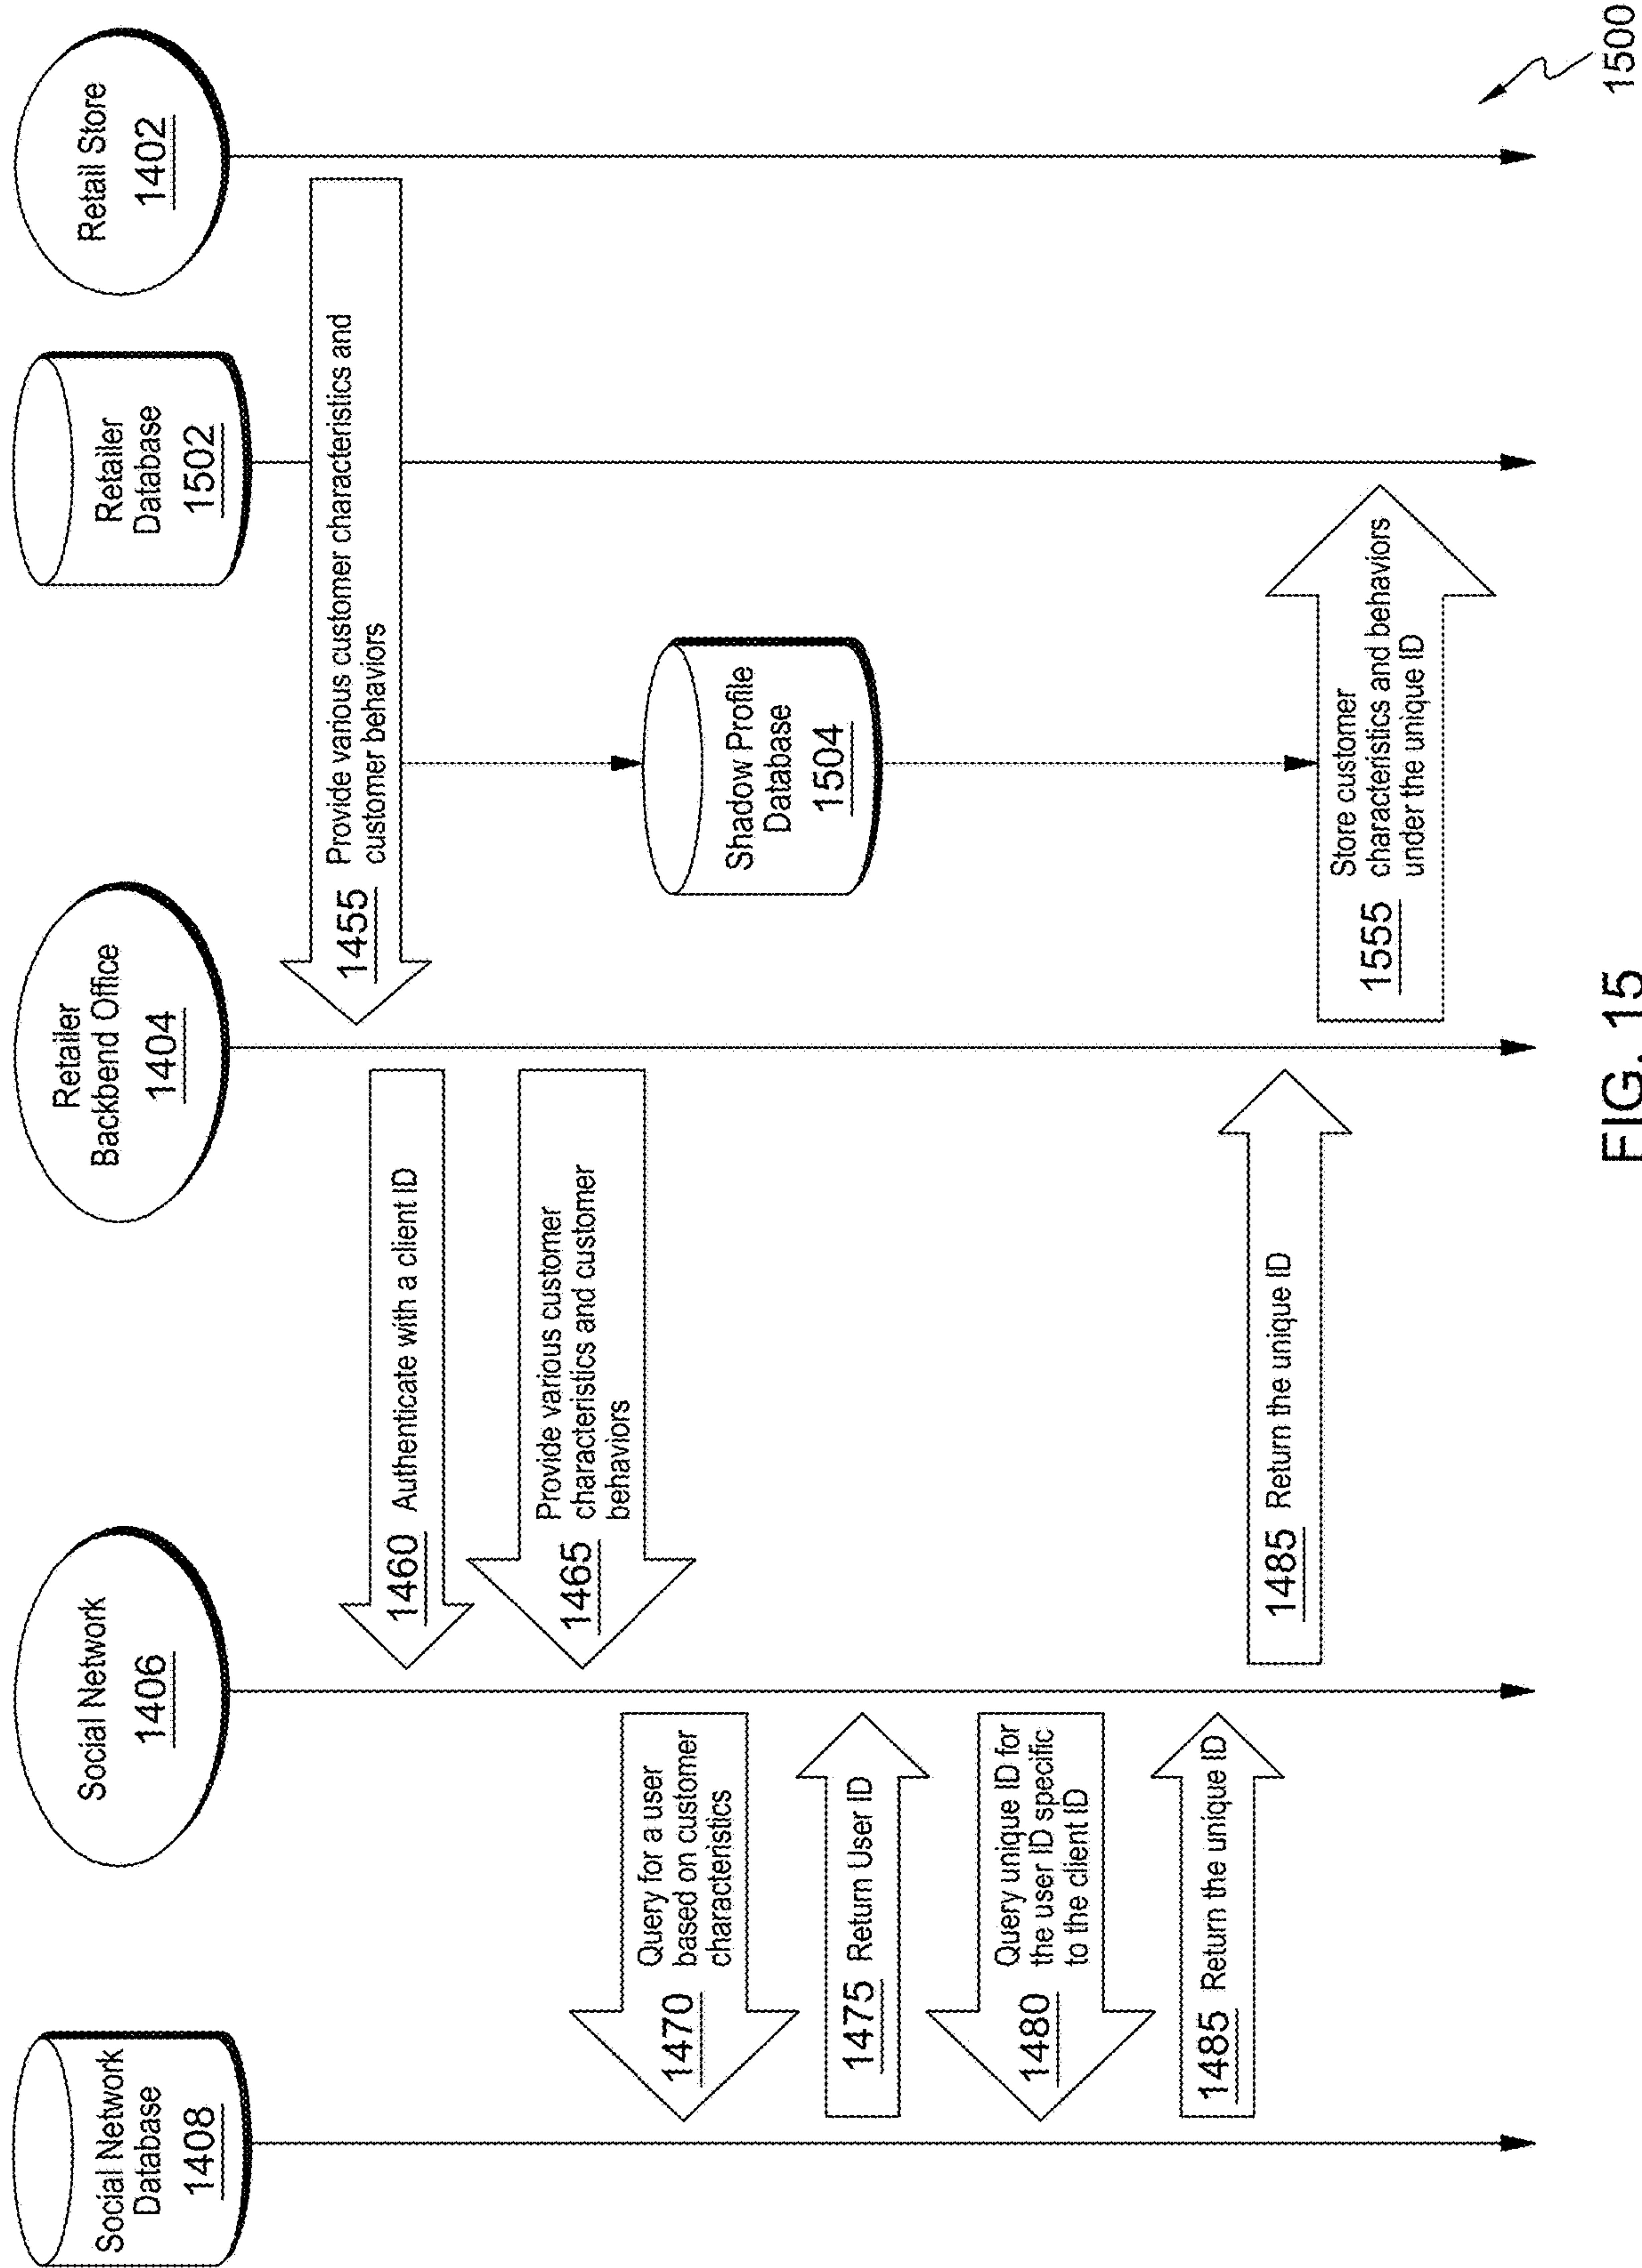 Social Network
Database
1408
Social Network
1406
Retailer
Backbend Office
1404
Retailer
Database
1502
Retail Store
1402
1455 Provide various customer characteristics and
customer behaviors
1460 Authenticate with a client ID
Provide various customer
1465 characteristics and customer
behaviors
Query for a user
1470 based on customer
characteristics
Shadow Profile
Database
1504
1475 Return User ID
Query unique ID for
1480 the user ID specific
to the client ID
1485 Return the unique ID
1485 Return the unique ID
Store customer
1555 characteristics and behaviors
under the unique ID
1500
FIG. 15